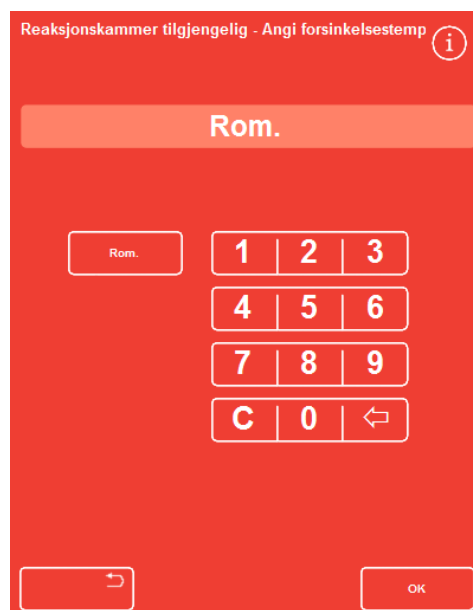 Reaksjonskammer tilgjengelig - Angi forsinkelsestemp
i
Rom.
Rom.
1 2 3
4 5 6
7 8 9
C 0
OK